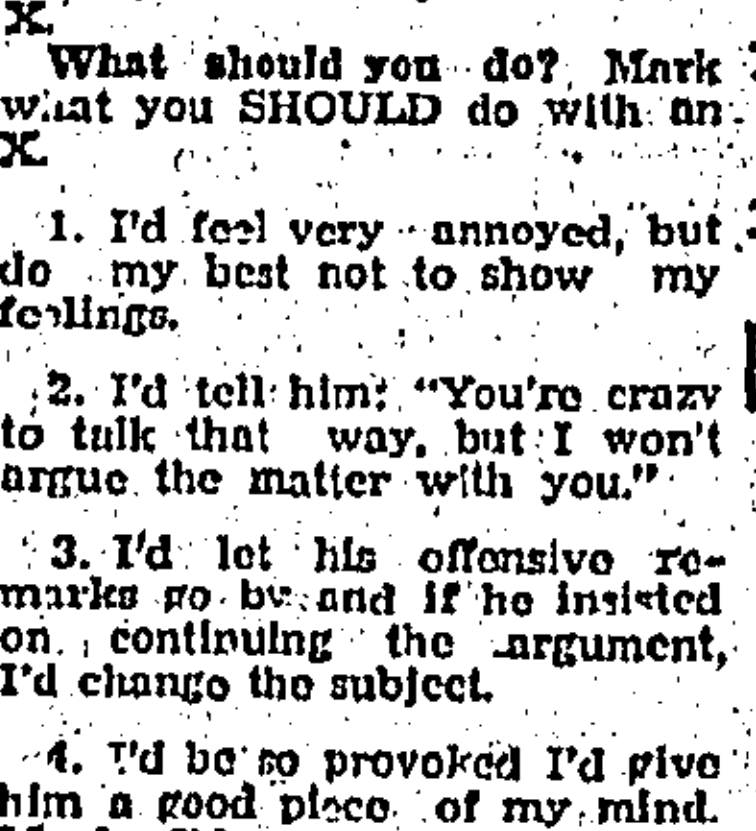 X.
What should you do? Mark
what you SHOULD do with an
X.
1. I'd feel very annoyed, but
do my best not to show my
feelings.
2. I'd tell him: "You're crazy
to talk that way, but I won't
argue the matter with you."
3. I'd let his offensive re-
marks go by and if he insisted
on continuing the argument,
I'd change the subject.
4. I'd be so provoked I'd give
him a good piece of my mind.